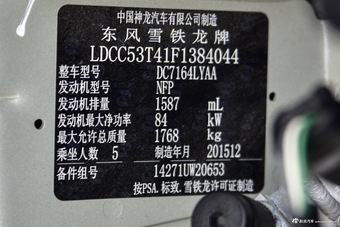 中国神龙汽车有限公司制造
东风雪铁龙牌
LDCC53T41F1384044
整车型号 DC7164LYAA
发动机型号 NFP
发动机排量 1587 mL
发动机最大净功率 84 kW
最大允许总质量 1768 kg
乘坐人数 5 制造年月 201512
备件组号 14271UW20653
按PSA.标致.雪铁龙许可证制造